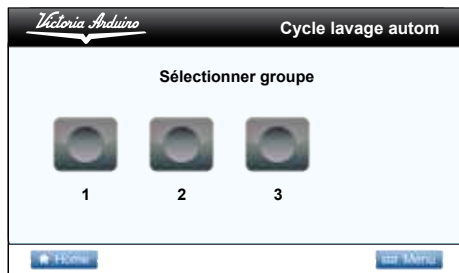 Victoria Arduino
Cycle lavage autom
Sélectionner groupe
1 2 3
Home Menu